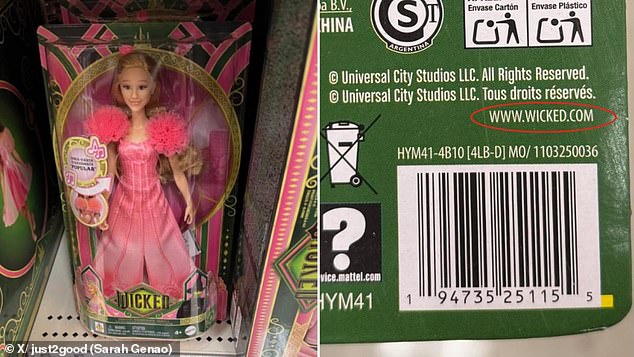 "POPULAR"
WICKED
© X/ just2good (Sarah Genao)
a B.V.,
CHINA
ARGENTINA
Envase Cartón
Envase Plástico
© Universal City Studios LLC. All Rights Reserved.
© Universal City Studios LLC. Tous droits réservés.
WWW.WICKED.COM
HYM41-4B10 [4LB-D] MO/ 1103250036
?
vice.mattel.com
HYM41
1 94735 25115 5